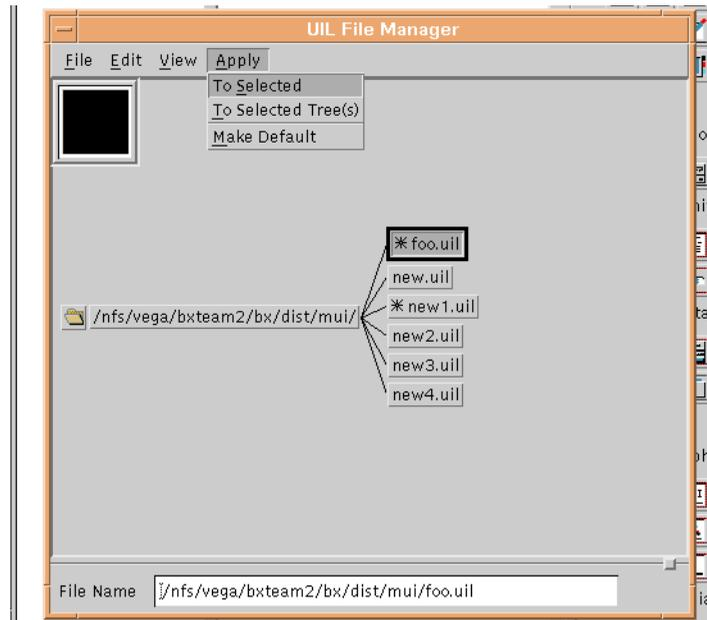 UIL File Manager
File Edit View Apply
To Selected
To Selected Tree(s)
Make Default
* foo.uil
new.uil
/nfs/vega/bxteam2/bx/dist/mui/
* new1.uil
new2.uil
new3.uil
new4.uil
File Name /nfs/vega/bxteam2/bx/dist/mui/foo.uil